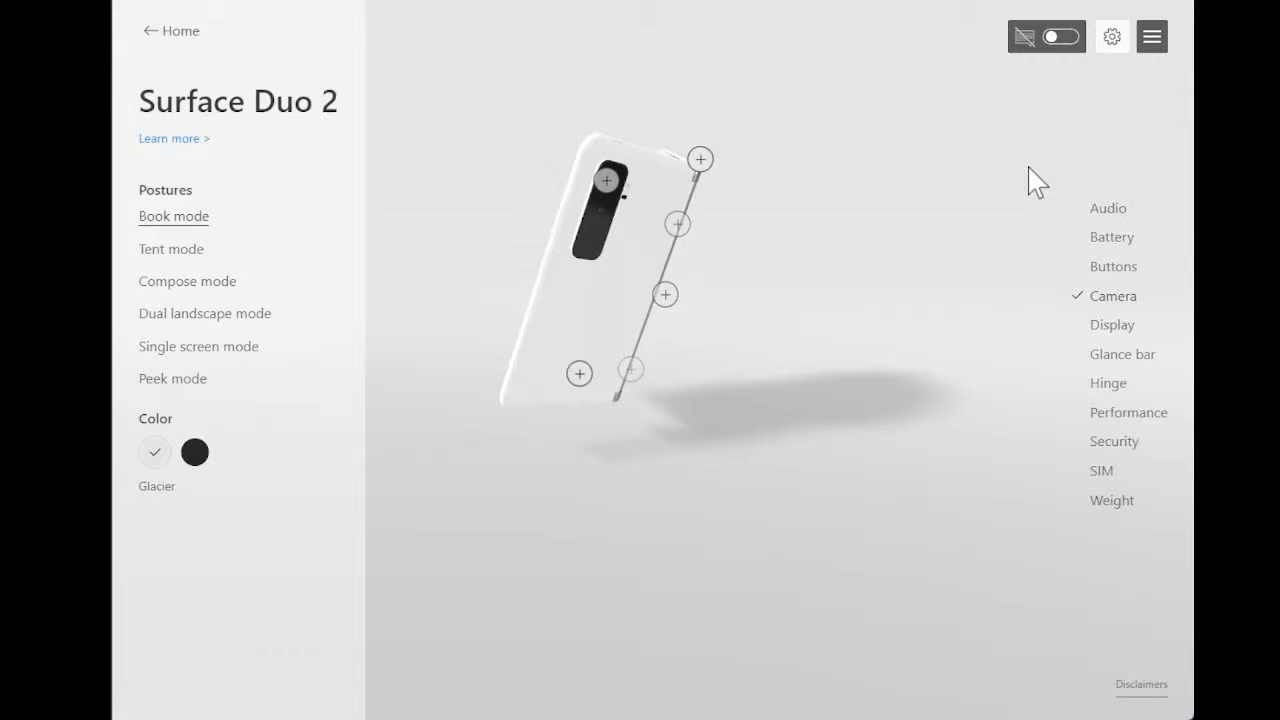 Home
Surface Duo 2
Learn more >
Postures
Book mode
Tent mode
Compose mode
Dual landscape mode
Single screen mode
Peek mode
Color
Glacier
Audio
Battery
Buttons
Camera
Display
Glance bar
Hinge
Performance
Security
SIM
Weight
Disclaimers